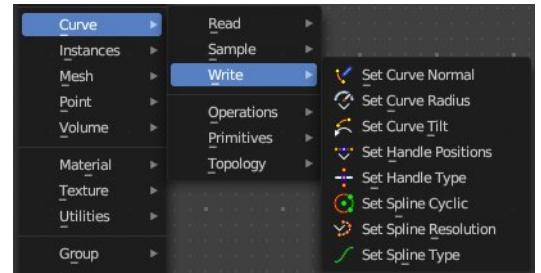 Curve
Instances
Mesh
Point
Volume
Material
Texture
Utilities
Group
Read
Sample
Write
Operations
Primitives
Topology
Set Curve Normal
Set Curve Radius
Set Curve Tilt
Set Handle Positions
Set Handle Type
Set Spline Cyclic
Set Spline Resolution
Set Spline Type